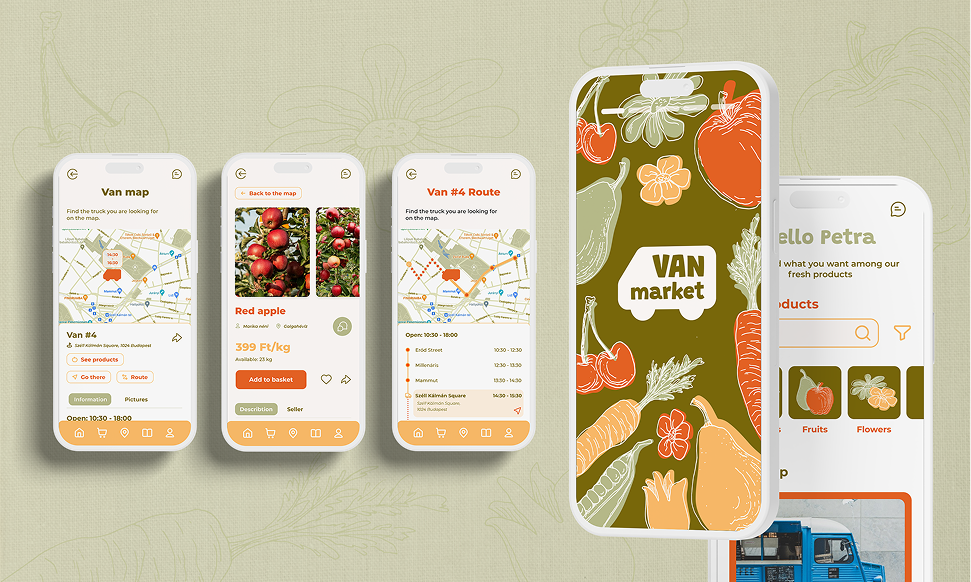 Van map
Find the truck you are looking for
on the map.
14:30
15:30
Mammut
Van #4
Széll Kálmán Square, 1024 Budapest
See products
Go there
Route
Information
Pictures
Open: 10:30 - 18:00
Back to the map
Red apple
Marika néni
Galgahévíz
399 Ft/kg
Available: 23 kg
Add to basket
Describtion
Seller
Van #4 Route
Find the truck you are looking for
on the map.
Mammut
Open: 10:30 - 18:00
Eröd Street
10:30 - 12:30
Millenáris
12:30 - 13:30
Mammut
13:30 - 14:30
Széll Kálmán Square
14:30 - 15:30
Széll Kálmán Square,
1024 Budapest
VAN
market
ello Petra
d what you want among our
fresh products
oducts
s
Fruits
Flowers
p